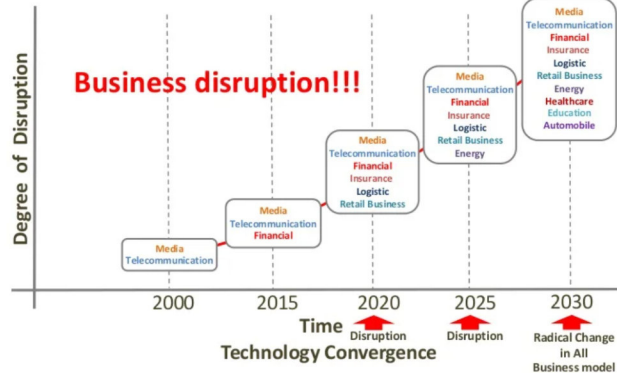 Business disruption!!!
Degree of Disruption
Media
Telecommunication
Media
Telecommunication
Financial
Media
Telecommunication
Financial
Insurance
Logistic
Retail Business
Media
Telecommunication
Financial
Insurance
Logistic
Retail Business
Energy
Media
Telecommunication
Financial
Insurance
Logistic
Retail Business
Energy
Healthcare
Education
Automobile
2000
2015
2020
2025
2030
Time
Technology Convergence
Disruption
Disruption
Radical Change
in All
Business model